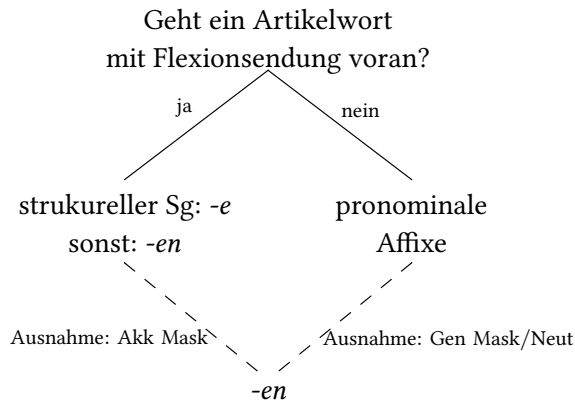 Geht ein Artikelwort
mit Flexionsendung voran?
ja
nein
strukureller Sg: -e
sonst: -en
pronominale
Affixe
Ausnahme: Akk Mask
Ausnahme: Gen Mask/Neut
-en